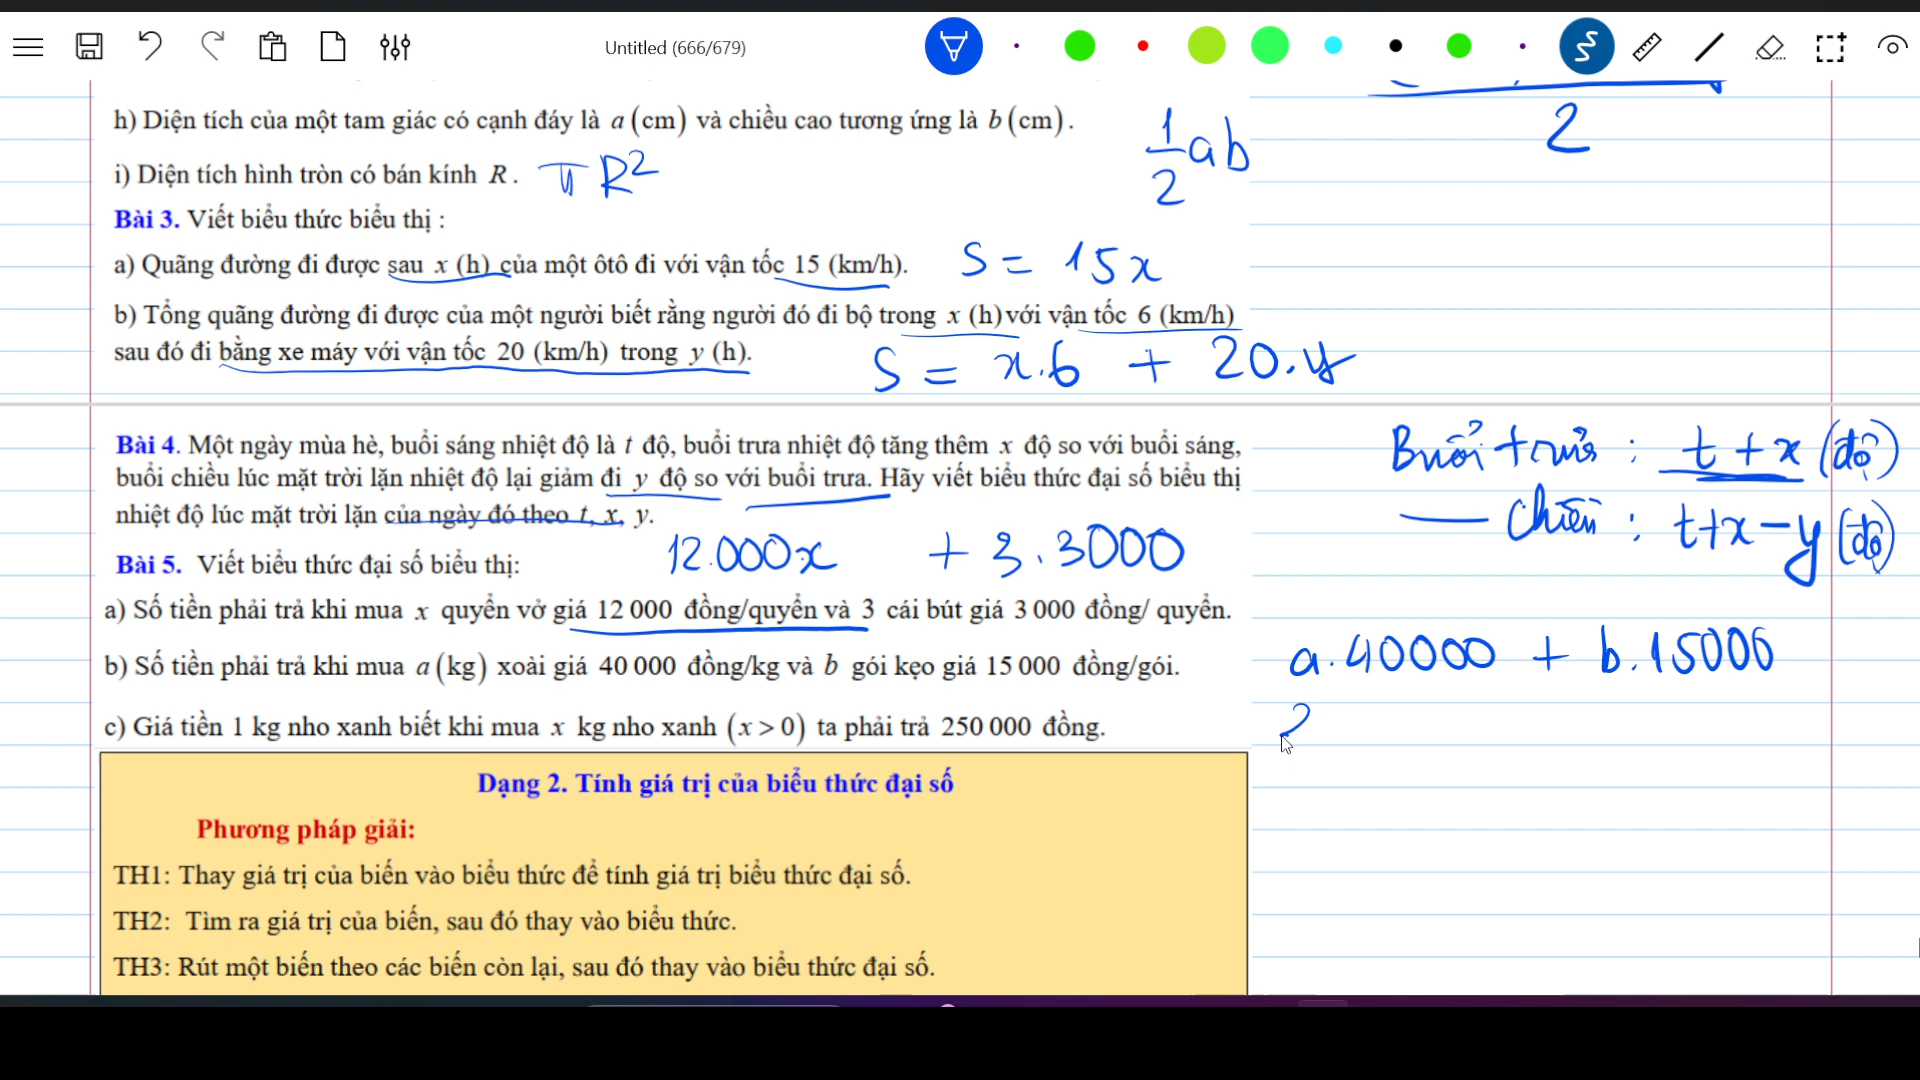 Untitled (666/679)
h) Diện tích của một tam giác có cạnh đáy là a (cm) và chiều cao tương ứng là b (cm).
1/2 ab
2
i) Diện tích hình tròn có bán kính R. π R²
Bài 3. Viết biểu thức biểu thị :
a) Quãng đường đi được sau x (h) của một ôtô đi với vận tốc 15 (km/h). S = 15x
b) Tổng quãng đường đi được của một người biết rằng người đó đi bộ trong x (h)với vận tốc 6 (km/h)
sau đó đi bằng xe máy với vận tốc 20 (km/h) trong y (h).
S = x.6 + 20.y
Bài 4. Một ngày mùa hè, buổi sáng nhiệt độ là t độ, buổi trưa nhiệt độ tăng thêm x độ so với buổi sáng,
buổi chiều lúc mặt trời lặn nhiệt độ lại giảm đi y độ so với buổi trưa. Hãy viết biểu thức đại số biểu thị
nhiệt độ lúc mặt trời lặn của ngày đó theo t, x, y.
Buổi trưa : t + x (độ)
— Chiều : t+x-y (độ)
Bài 5. Viết biểu thức đại số biểu thị:
12.000x + 3.3000
a) Số tiền phải trả khi mua x quyển vở giá 12 000 đồng/quyển và 3 cái bút giá 3 000 đồng/ quyển.
b) Số tiền phải trả khi mua a (kg) xoài giá 40 000 đồng/kg và b gói kẹo giá 15 000 đồng/gói.
a.40000 + b.15000
c) Giá tiền 1 kg nho xanh biết khi mua x kg nho xanh (x > 0) ta phải trả 250 000 đồng.
2
Dạng 2. Tính giá trị của biểu thức đại số
Phương pháp giải:
TH1: Thay giá trị của biến vào biểu thức để tính giá trị biểu thức đại số.
TH2: Tìm ra giá trị của biến, sau đó thay vào biểu thức.
TH3: Rút một biến theo các biến còn lại, sau đó thay vào biểu thức đại số.